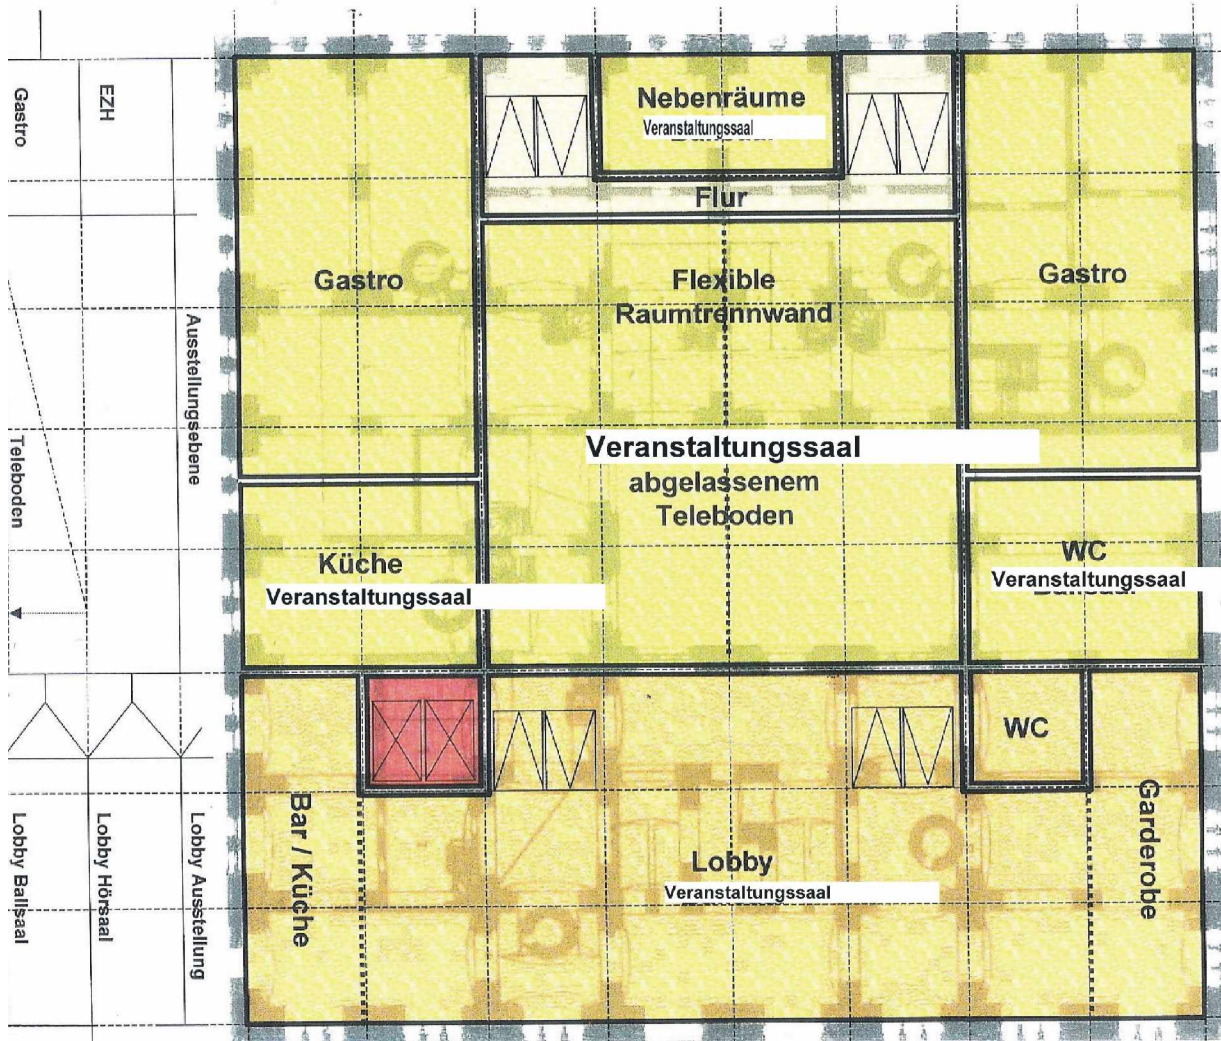 Gastro
EZH
Ausstellungsebene
Teleboden
Lobby Ballsaal
Lobby Hörsaal
Lobby Ausstellung
Nebenräume
Veranstaltungssaal
Flur
Gastro
Flexible
Raumtrennwand
Gastro
Veranstaltungssaal
abgelassenem
Teleboden
Küche
Veranstaltungssaal
WC
Veranstaltungssaal
WC
Bar / Küche
Lobby
Veranstaltungssaal
Garderobe